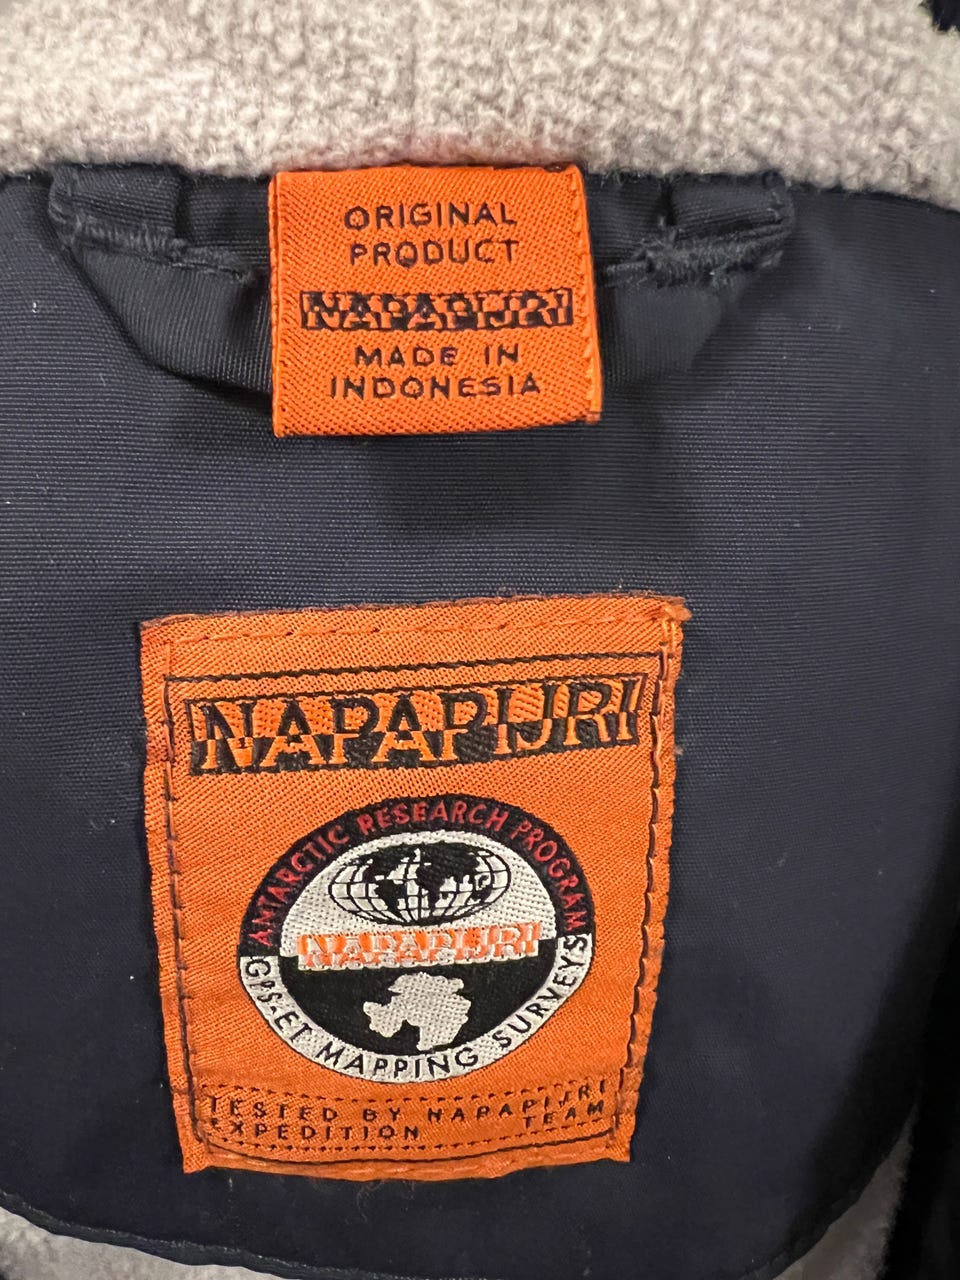 ORIGINAL
PRODUCT
NAPAPIJRI
MADE IN
INDONESIA
NAPAPIJRI
ANTARCTIC RESEARCH PROGRAM
NAPAPIJRI
GPS-ET MAPPING SURVEYS
TESTED BY NAPAPIJRI
EXPEDITION TEAM